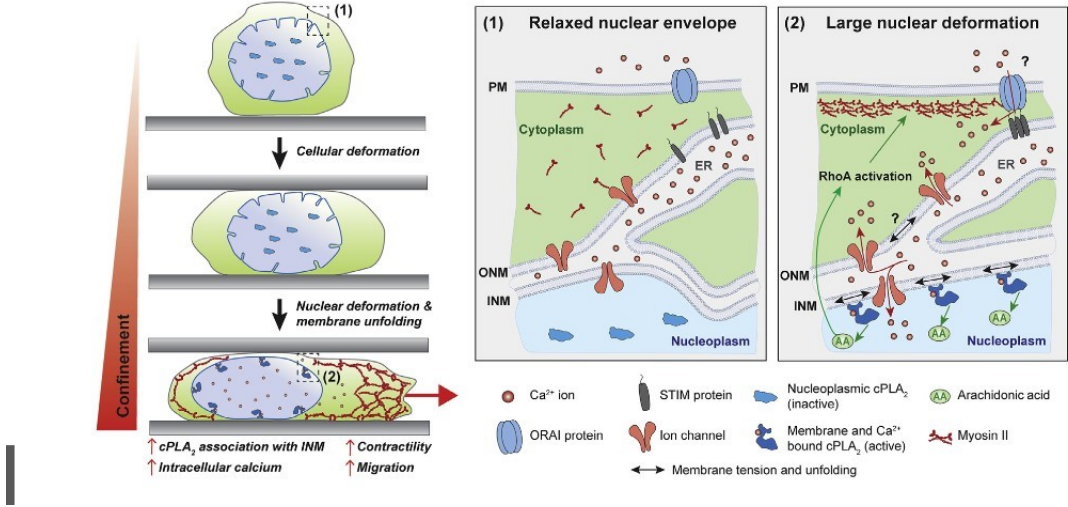 (1)
Cellular deformation
Nuclear deformation &
membrane unfolding
(2)
Confinement
↑ cPLA₂ association with INM
↑ Intracellular calcium
↑ Contractility
↑ Migration
(1) Relaxed nuclear envelope
PM
Cytoplasm
ER
ONM
INM
Nucleoplasm
(2) Large nuclear deformation
?
PM
Cytoplasm
ER
RhoA activation
?
ONM
INM
AA
AA
AA
Nucleoplasm
Ca²⁺ ion
STIM protein
Nucleoplasmic cPLA₂
(inactive)
AA
Arachidonic acid
ORAI protein
Ion channel
Membrane and Ca²⁺
bound cPLA₂ (active)
Myosin II
Membrane tension and unfolding